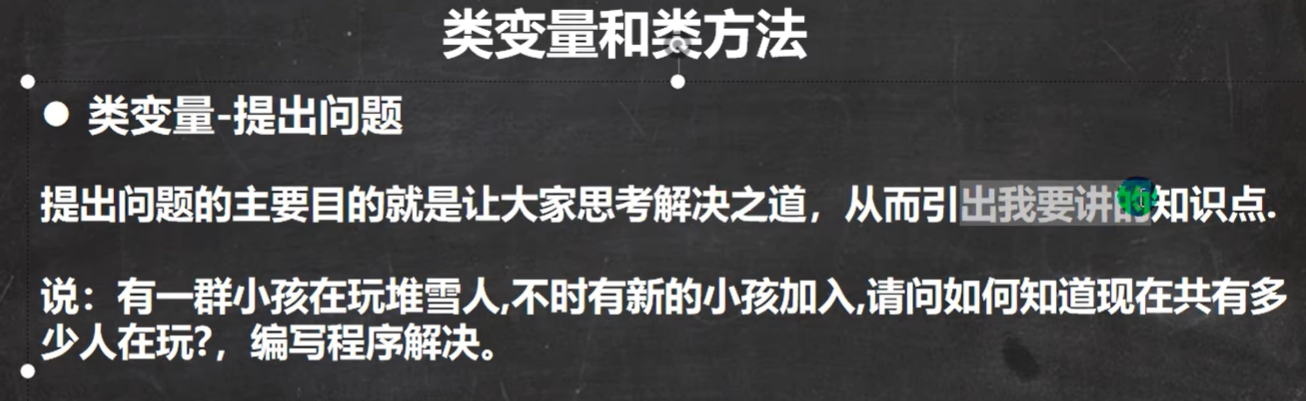 类变量和类方法
● 类变量-提出问题
提出问题的主要目的就是让大家思考解决之道，从而引出我要讲的知识点.
说：有一群小孩在玩堆雪人,不时有新的小孩加入,请问如何知道现在共有多
少人在玩?，编写程序解决。